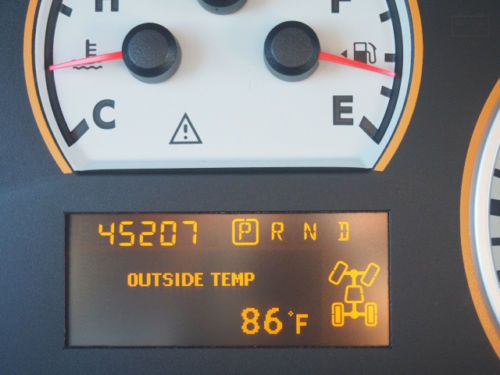 H F
C E
45207 P R N D
OUTSIDE TEMP
86°F